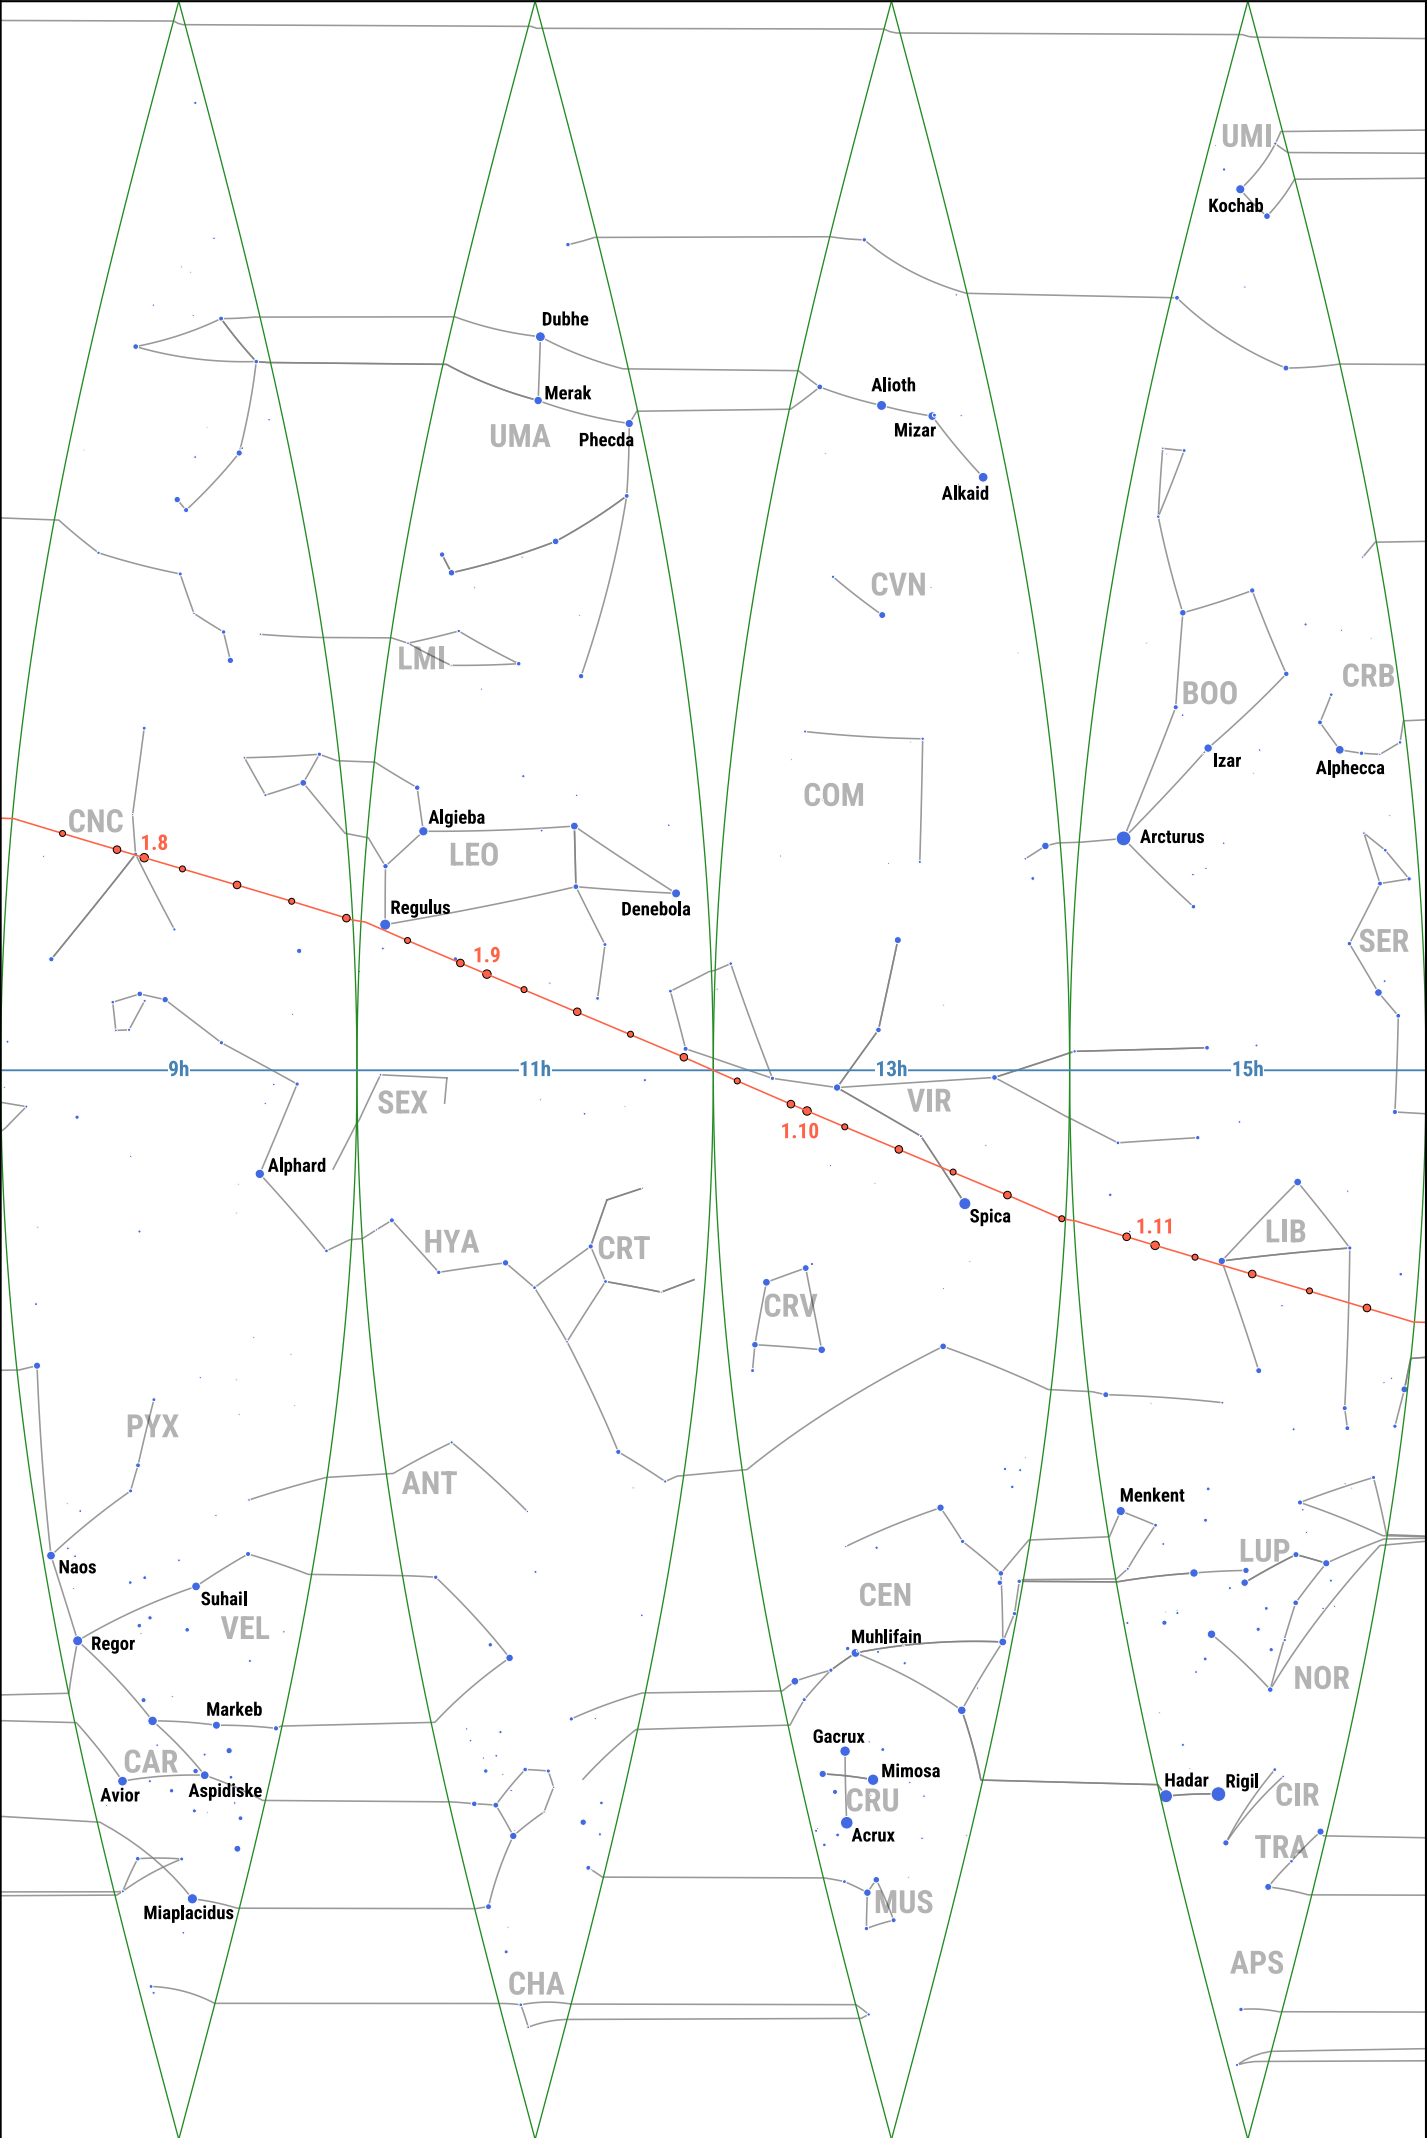 UMI
Kochab
Dubhe
Alioth
Merak
Mizar
UMA
Phecda
Alkaid
CVN
LMI
CRB
BOO
Izar
Alphecca
COM
CNC
Algieba
1.8
Arcturus
LEO
Regulus
Denebola
SER
1.9
9h
11h
13h
15h
SEX
VIR
1.10
Alphard
Spica
1.11
LIB
HYA
CRT
CRV
PYX
ANT
Menkent
LUP
Naos
CEN
Suhail
VEL
Muhlifain
Regor
NOR
Markeb
Gacrux
CAR
Mimosa
Hadar
Rigil
Avior
Aspidiske
CRU
CIR
Acrux
TRA
MUS
Miaplacidus
APS
CHA